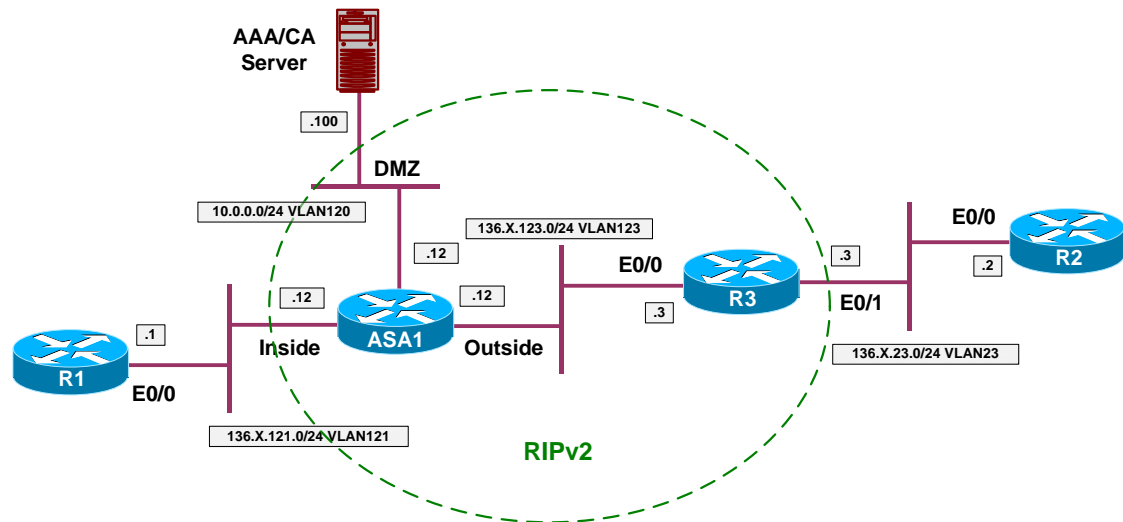 AAA/CA
Server
.100
DMZ
10.0.0.0/24 VLAN120
136.X.123.0/24 VLAN123
E0/0
.12
E0/0
.3
.2
R2
.12
.12
R3
.1
.3
E0/1
Inside
ASA1
Outside
136.X.23.0/24 VLAN23
R1
E0/0
136.X.121.0/24 VLAN121
RIPv2